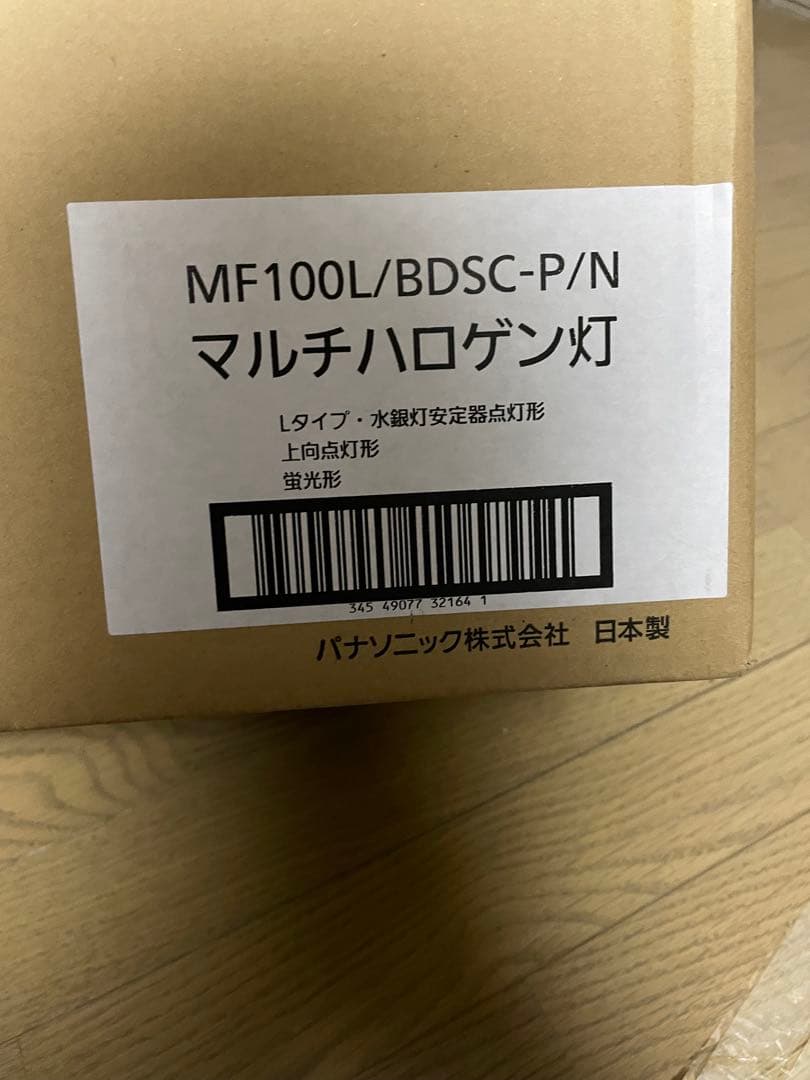 MF100L/BDSC-P/N
マルチハロゲン灯
Lタイプ・水銀灯安定器点灯形
上向点灯形
蛍光形
345 49077 32164 1
パナソニック株式会社 日本製